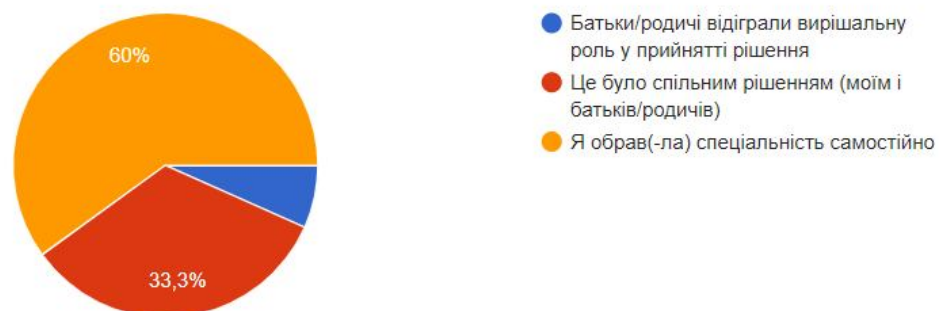 60%
33,3%
Батьки/родичі відіграли вирішальну
роль у прийнятті рішення
Це було спільним рішенням (моїм і
батьків/родичів)
Я обрав(-ла) спеціальність самостійно